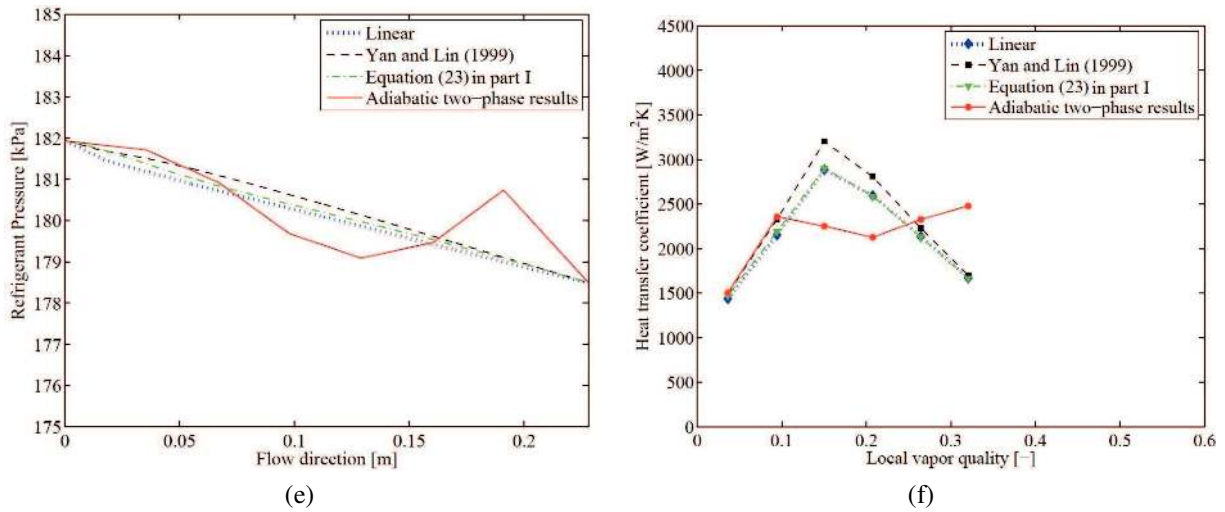 185
184
183
182
181
180
179
178
177
176
175
Refrigerant Pressure [kPa]
Linear
Yan and Lin (1999)
Equation (23) in part I
Adiabatic two−phase results
0 0.05 0.1 0.15 0.2
Flow direction [m]
(e)
4500
4000
3500
3000
2500
2000
1500
1000
500
0
Heat transfer coefficient [W/m²K]
Linear
Yan and Lin (1999)
Equation (23) in part I
Adiabatic two−phase results
0 0.1 0.2 0.3 0.4 0.5 0.6
Local vapor quality [−]
(f)